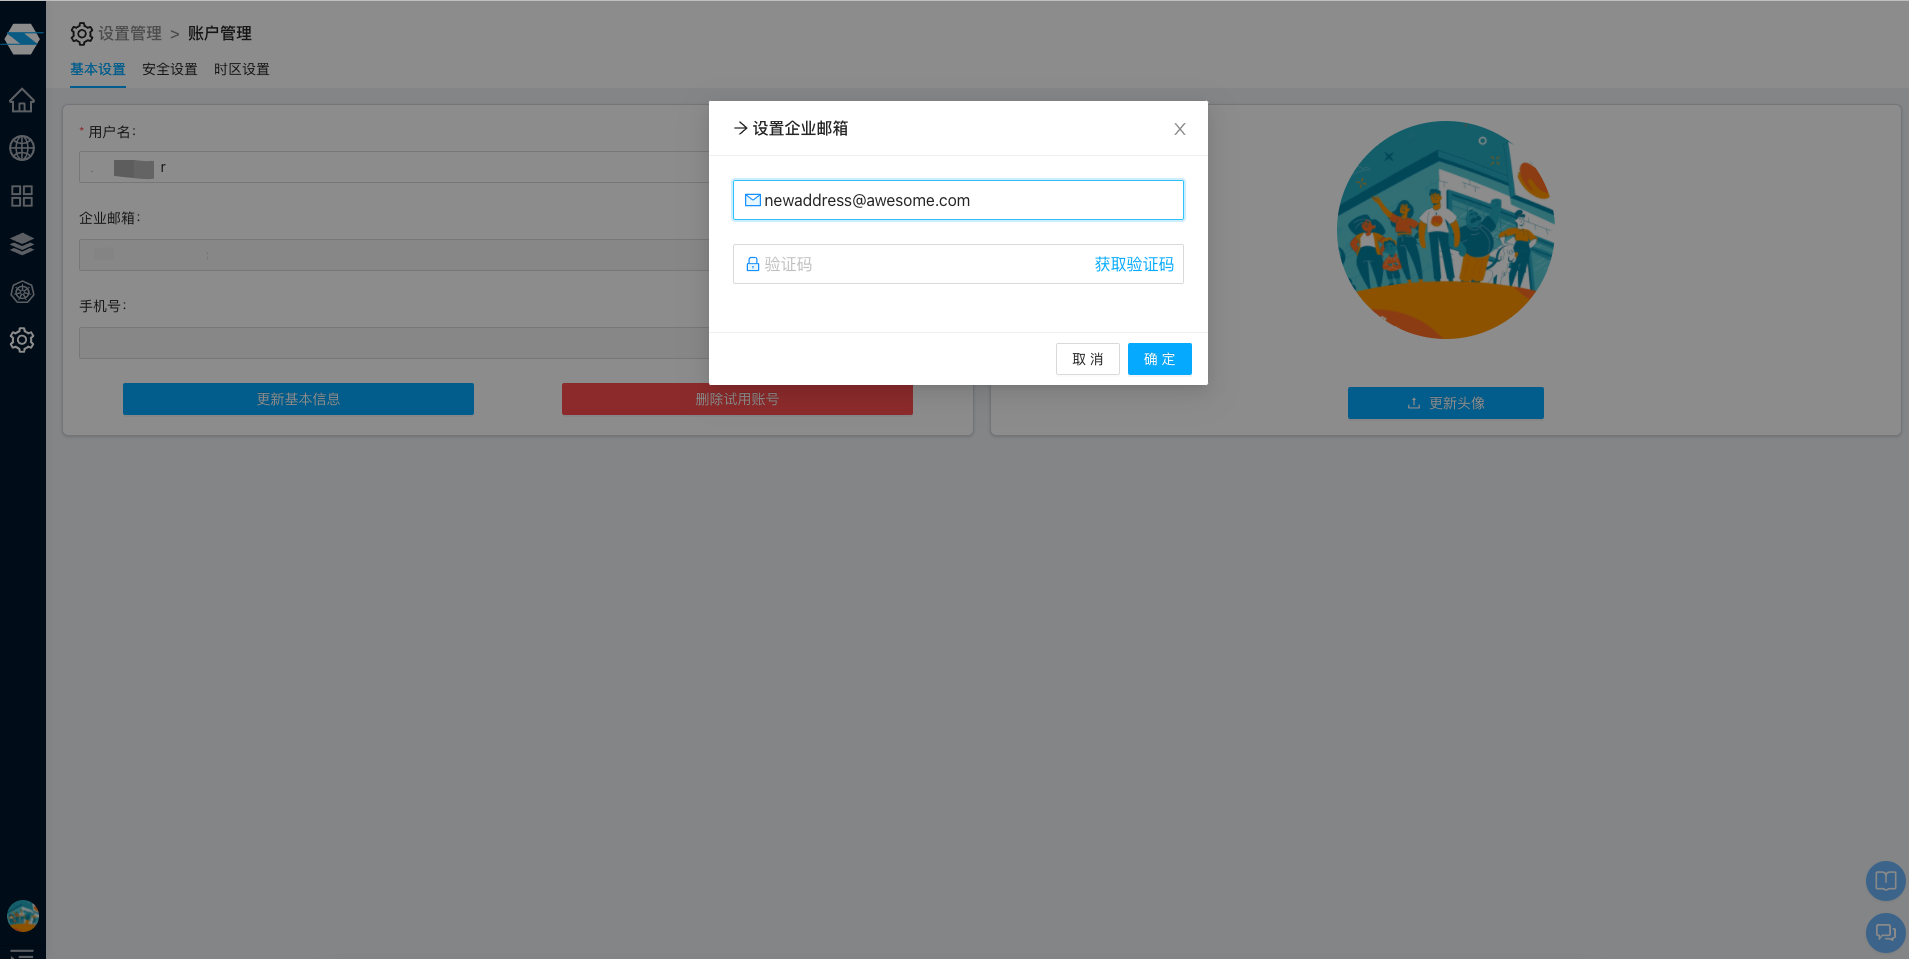 设置管理 > 账户管理
基本设置 安全设置 时区设置
* 用户名:
r
企业邮箱:
手机号:
更新基本信息
删除试用账号
更新头像
设置企业邮箱
newaddress@awesome.com
验证码
获取验证码
取 消
确 定